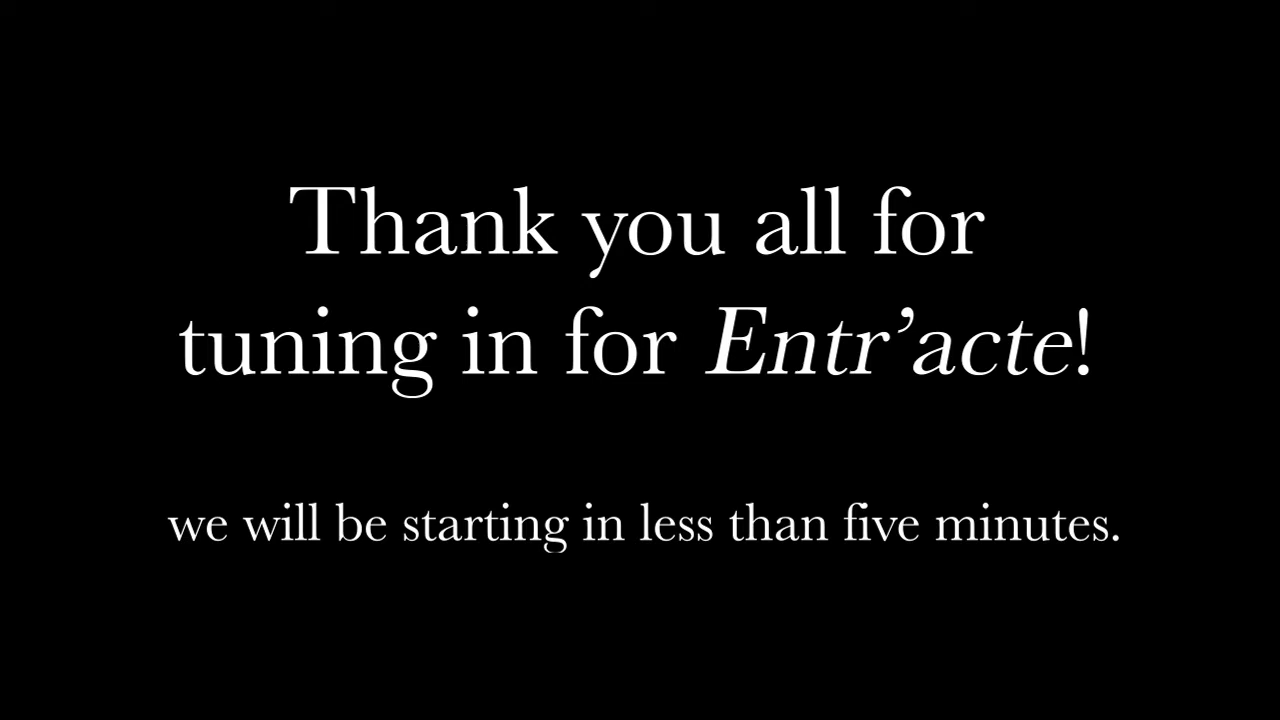 Thank you all for
tuning in for Entr’acte!
we will be starting in less than five minutes.